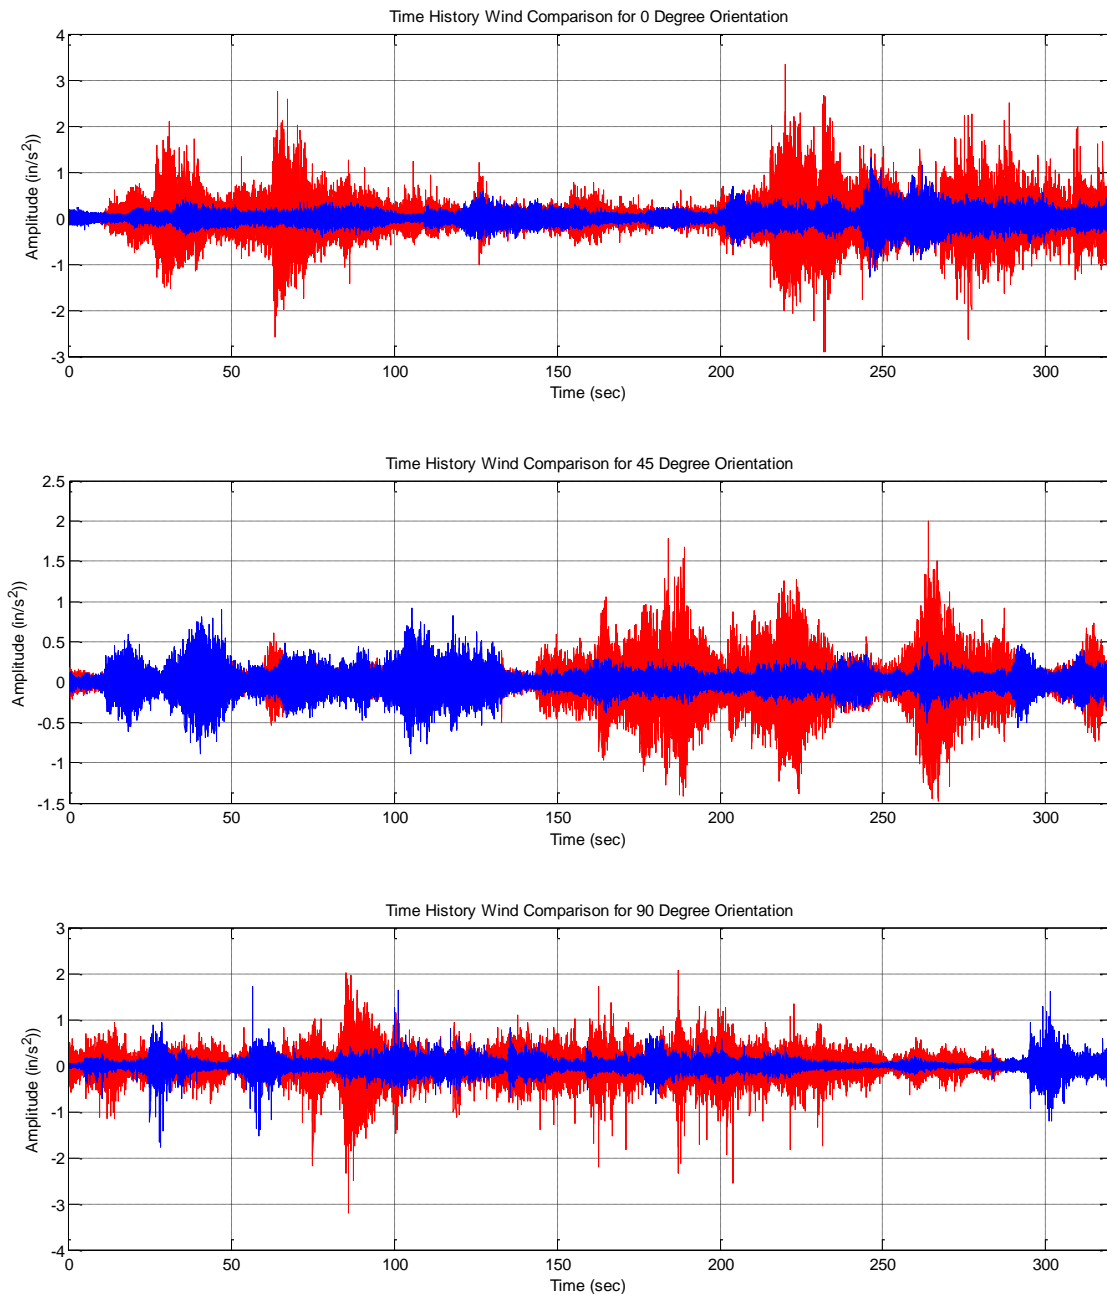 Time History Wind Comparison for 0 Degree Orientation
4
3
2
1
0
-1
-2
-3
Amplitude (in/s²)
0 50 100 150 200 250 300
Time (sec)
Time History Wind Comparison for 45 Degree Orientation
2.5
2
1.5
1
0.5
0
-0.5
-1
-1.5
Amplitude (in/s²))
0 50 100 150 200 250 300
Time (sec)
Time History Wind Comparison for 90 Degree Orientation
3
2
1
0
-1
-2
-3
-4
Amplitude (in/s²))
0 50 100 150 200 250 300
Time (sec)